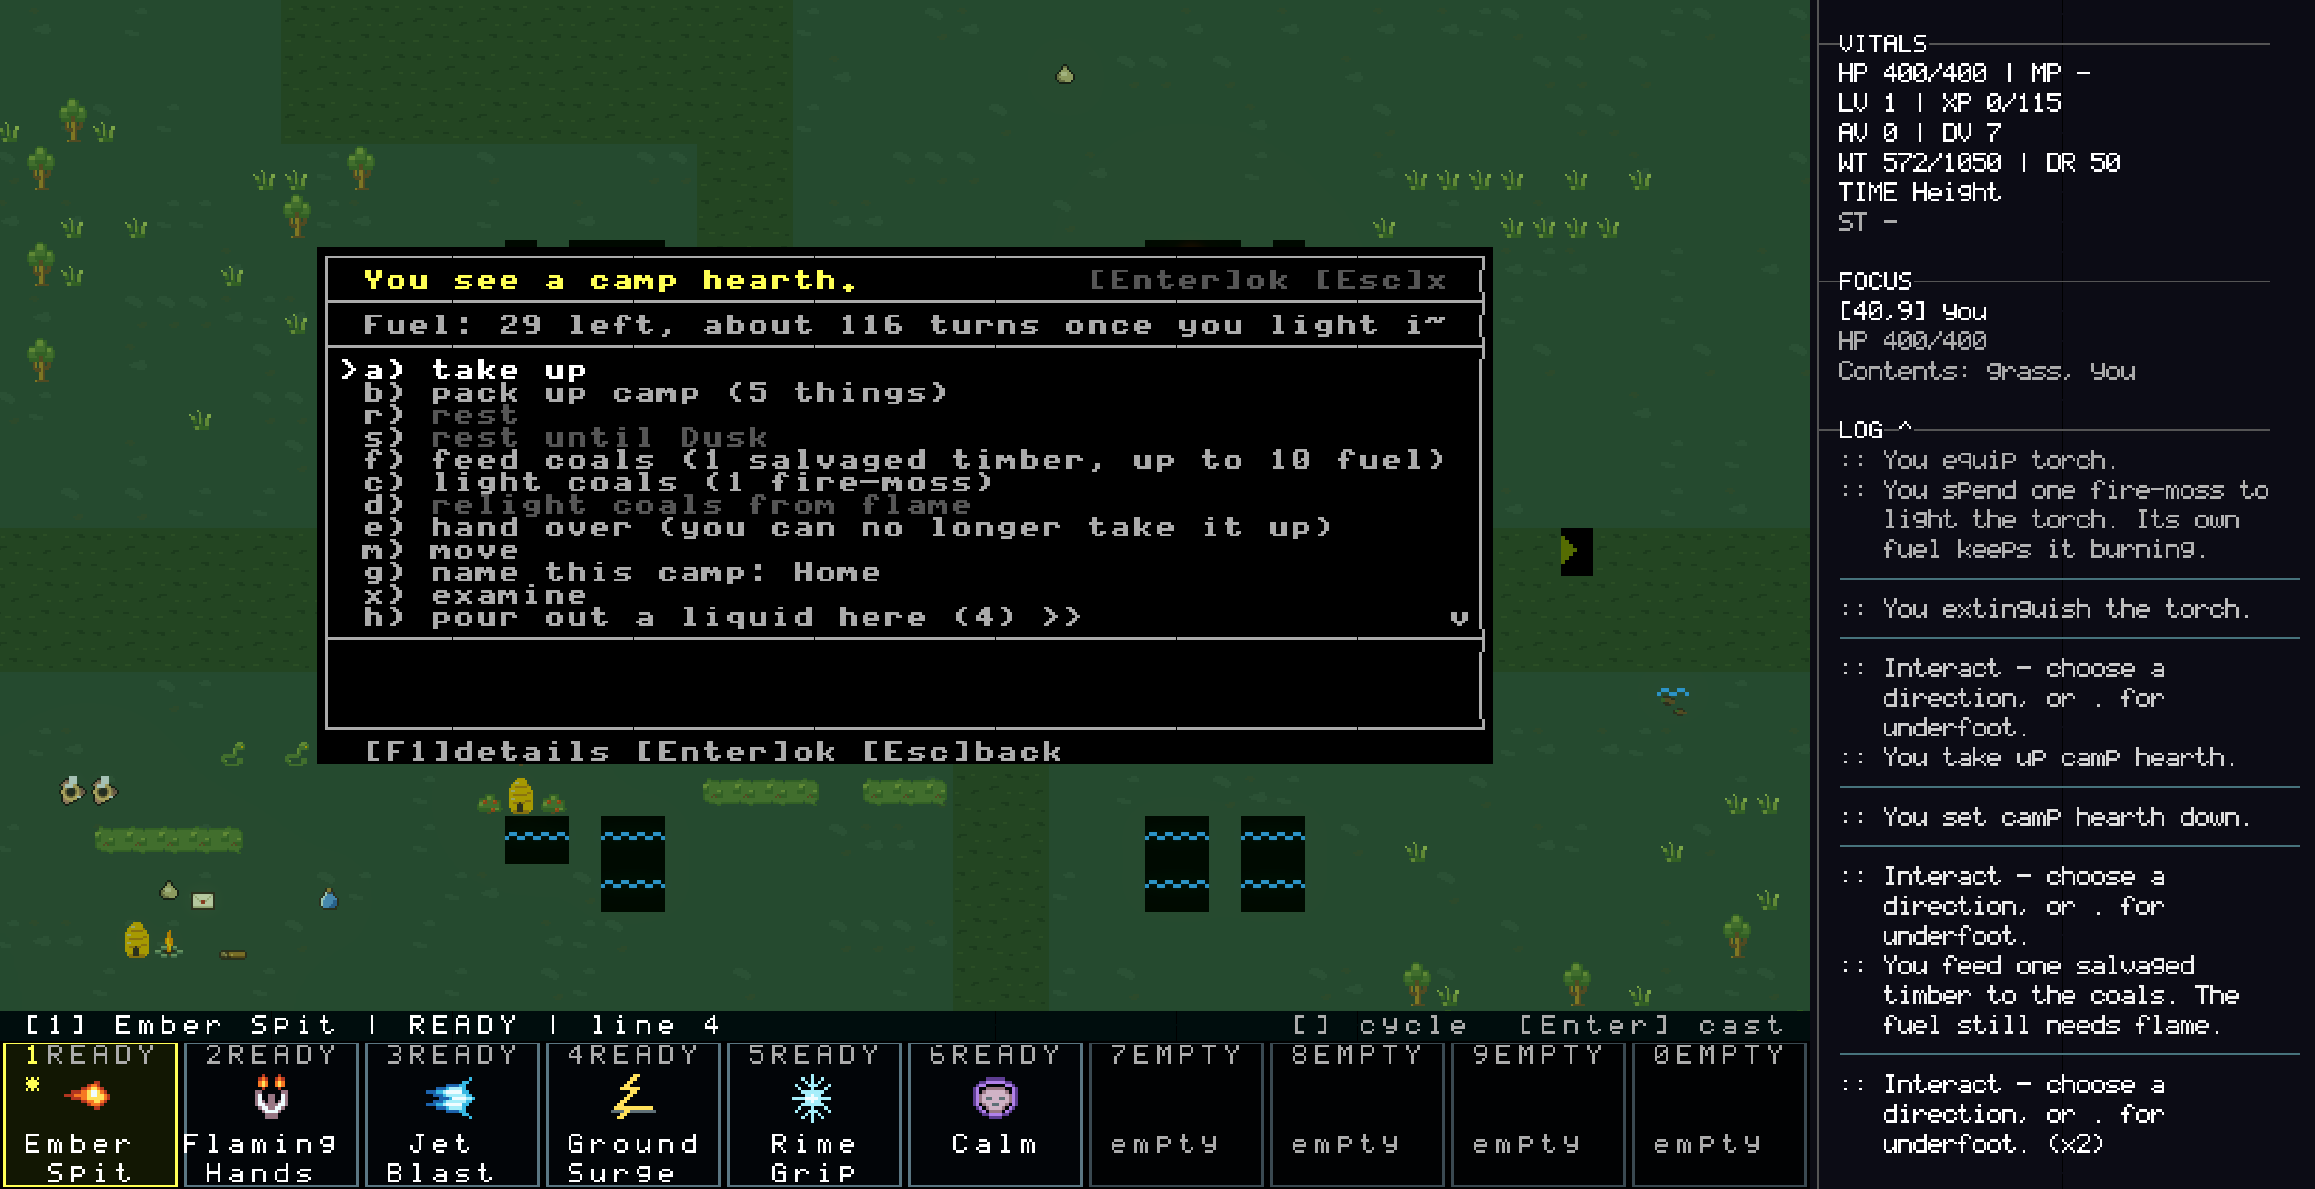 You see a camp hearth. [Enter]ok [Esc]x
Fuel: 29 left, about 116 turns once you light i~
>a) take up
b) pack up camp (5 things)
r) rest
s) rest until Dusk
f) feed coals (1 salvaged timber, up to 10 fuel)
c) light coals (1 fire-moss)
d) relight coals from flame
e) hand over (you can no longer take it up)
m) move
g) name this camp: Home
x) examine
h) pour out a liquid here (4) >> v
[F1]details [Enter]ok [Esc]back
[1] Ember Spit | READY | line 4 [] cycle [Enter] cast
1READY 2READY 3READY 4READY 5READY 6READY 7EMPTY 8EMPTY 9EMPTY 0EMPTY
Ember Flaming Jet Ground Rime Calm empty empty empty empty
Spit Hands Blast Surge Grip
VITALS
HP 400/400 | MP -
LV 1 | XP 0/115
AV 0 | DV 7
WT 572/1050 | DR 50
TIME Height
ST -
FOCUS
[40,9] You
HP 400/400
Contents: grass, you
LOG ^
:: You equip torch.
:: You spend one fire-moss to
light the torch. Its own
fuel keeps it burning.
:: You extinguish the torch.
:: Interact - choose a
direction, or . for
underfoot.
:: You take up camp hearth.
:: You set camp hearth down.
:: Interact - choose a
direction, or . for
underfoot.
:: You feed one salvaged
timber to the coals. The
fuel still needs flame.
:: Interact - choose a
direction, or . for
underfoot. (x2)